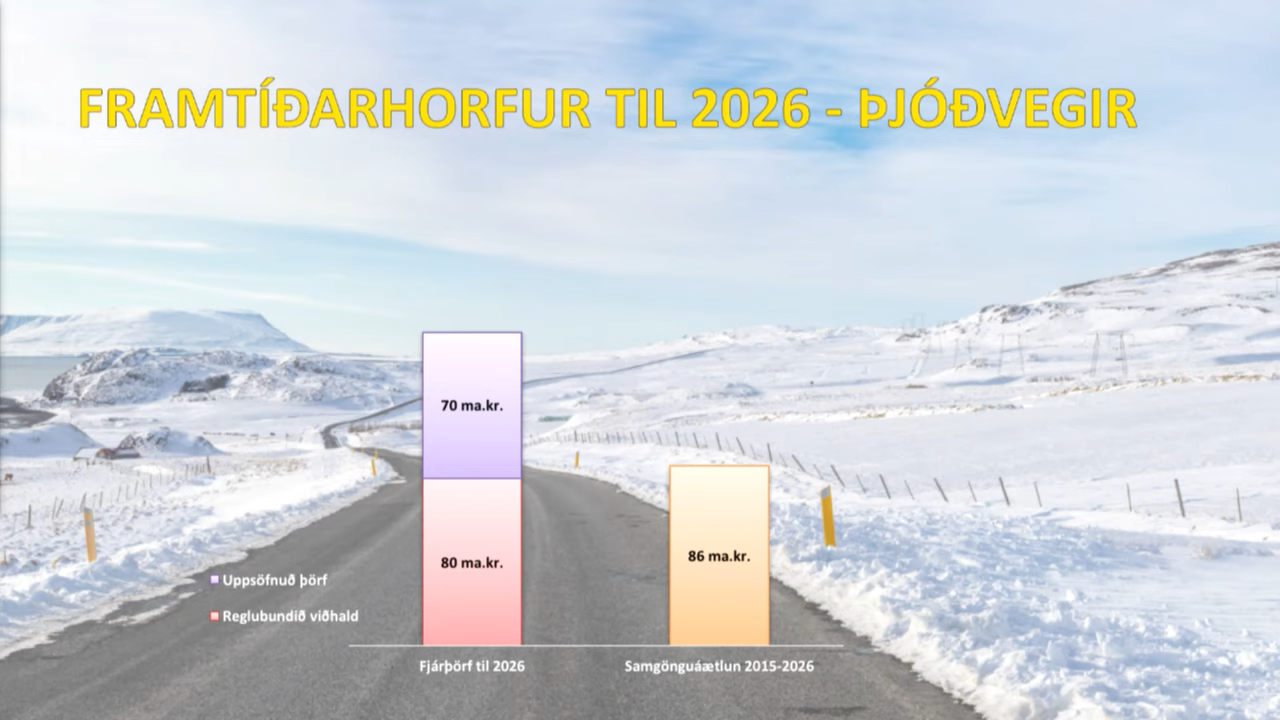 FRAMTÍÐARHORFUR TIL 2026 - ÞJÓÐVEGIR
70 ma.kr.
86 ma.kr.
80 ma.kr.
Uppsöfnuð þörf
Reglubundið viðhald
Fjárþörf til 2026
Samgönguáætlun 2015-2026